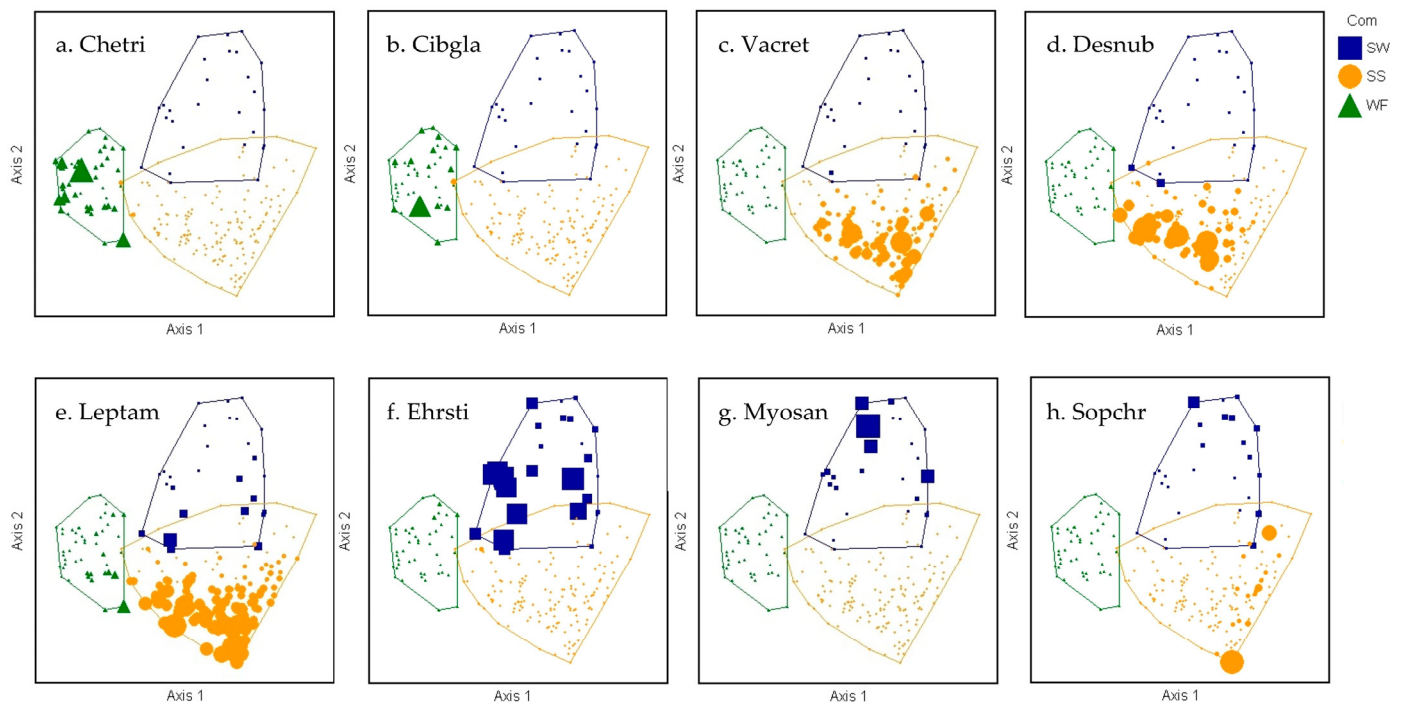 a. Chetri
b. Cibgla
c. Vacret
d. Desnub
Com
SW
SS
WF
Axis 2
Axis 2
Axis 2
Axis 2
Axis 1
Axis 1
Axis 1
Axis 1
e. Leptam
f. Ehrsti
g. Myosan
h. Sopchr
Axis 2
Axis 2
Axis 2
Axis 2
Axis 1
Axis 1
Axis 1
Axis 1